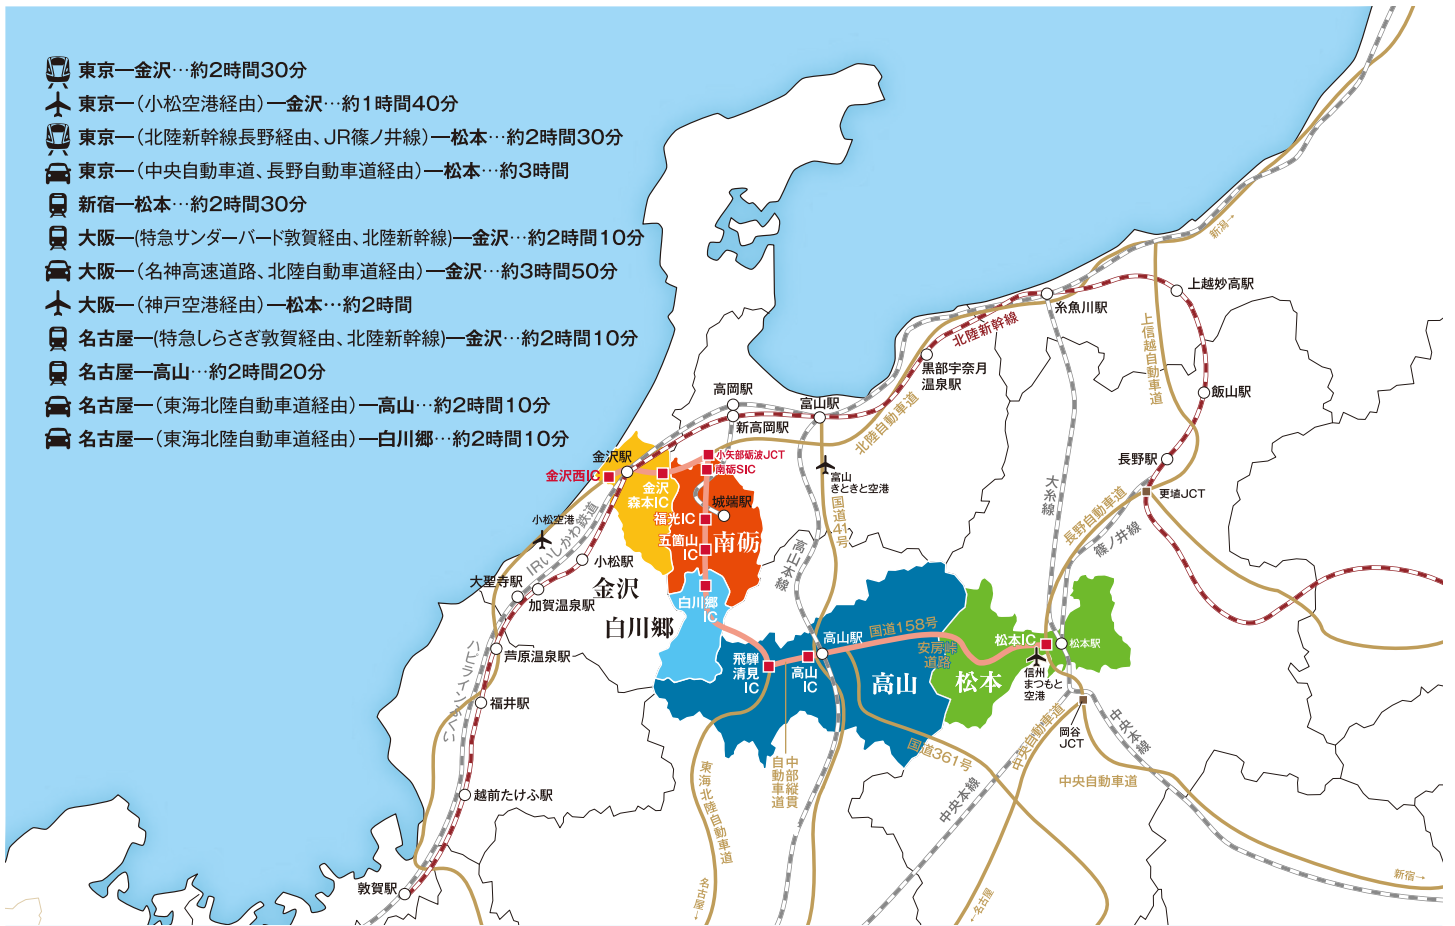 東京―金沢…約2時間30分
東京―（小松空港経由）―金沢…約1時間40分
東京―（北陸新幹線長野経由、JR篠ノ井線）―松本…約2時間30分
東京―（中央自動車道、長野自動車道経由）―松本…約3時間
新宿―松本…約2時間30分
大阪―(特急サンダーバード敦賀経由、北陸新幹線)―金沢…約2時間10分
大阪―（名神高速道路、北陸自動車道経由）―金沢…約3時間50分
大阪―（神戸空港経由）―松本…約2時間
名古屋―(特急しらさぎ敦賀経由、北陸新幹線)―金沢…約2時間10分
名古屋―高山…約2時間20分
名古屋―（東海北陸自動車道経由）―高山…約2時間10分
名古屋―（東海北陸自動車道経由）―白川郷…約2時間10分
新潟→
上越妙高駅
糸魚川駅
北陸新幹線
上信越自動車道
黒部宇奈月
温泉駅
飯山駅
高岡駅
富山駅
新高岡駅
北陸自動車道
金沢駅
小矢部砺波JCT
南砺SIC
金沢西IC
長野駅
富山
きときと空港
金沢
森本IC
大糸線
更埴JCT
城端駅
国道41号
長野自動車道
小松空港
IRいしかわ鉄道
福光IC
篠ノ井線
五箇山
IC
南砺
高山本線
小松駅
大聖寺駅
加賀温泉駅
金沢
白川郷
IC
白川郷
高山駅
国道158号
安房峠
道路
松本IC
松本駅
芦原温泉駅
ハピラインふくい
飛騨
清見
IC
高山
IC
高山
松本
信州
まつもと
空港
福井駅
岡谷
JCT
中央自動車道
中央本線
国道361号
中部縦貫
自動車道
東海北陸自動車道
中央自動車道
中央本線
越前たけふ駅
敦賀駅
名古屋→
←名古屋
新宿→